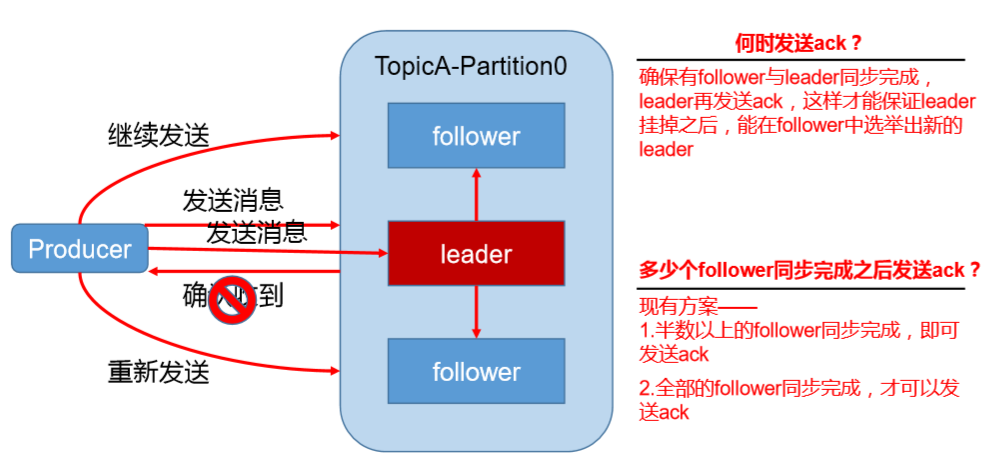 TopicA-Partition0
follower
leader
follower
继续发送
发送消息
发送消息
Producer
确认收到
重新发送
何时发送ack？
确保有follower与leader同步完成，
leader再发送ack，这样才能保证leader
挂掉之后，能在follower中选举出新的
leader
多少个follower同步完成之后发送ack？
现有方案——
1.半数以上的follower同步完成，即可
发送ack
2.全部的follower同步完成，才可以发
送ack